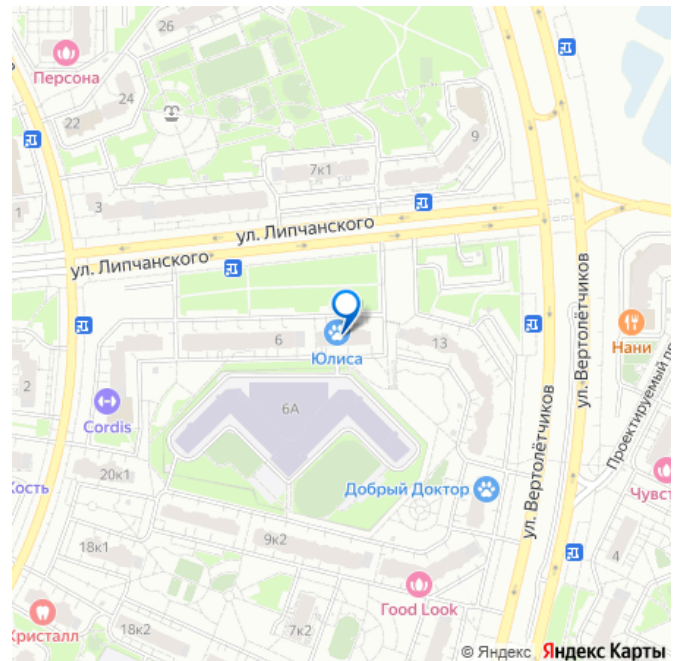 26
Персона
24
22
9
7к1
1
3
ул. Липчанского
ул. Липчанского
6
Юлиса
13
Нани
2
6А
Cordis
ул. Вертолётчиков
ул. Вертолётчиков
20к1
Кость
Добрый Доктор
Чувст
9к2
18к1
4
Food Look
Кристалл
18к2
7к2
© Яндекс Яндекс Карты